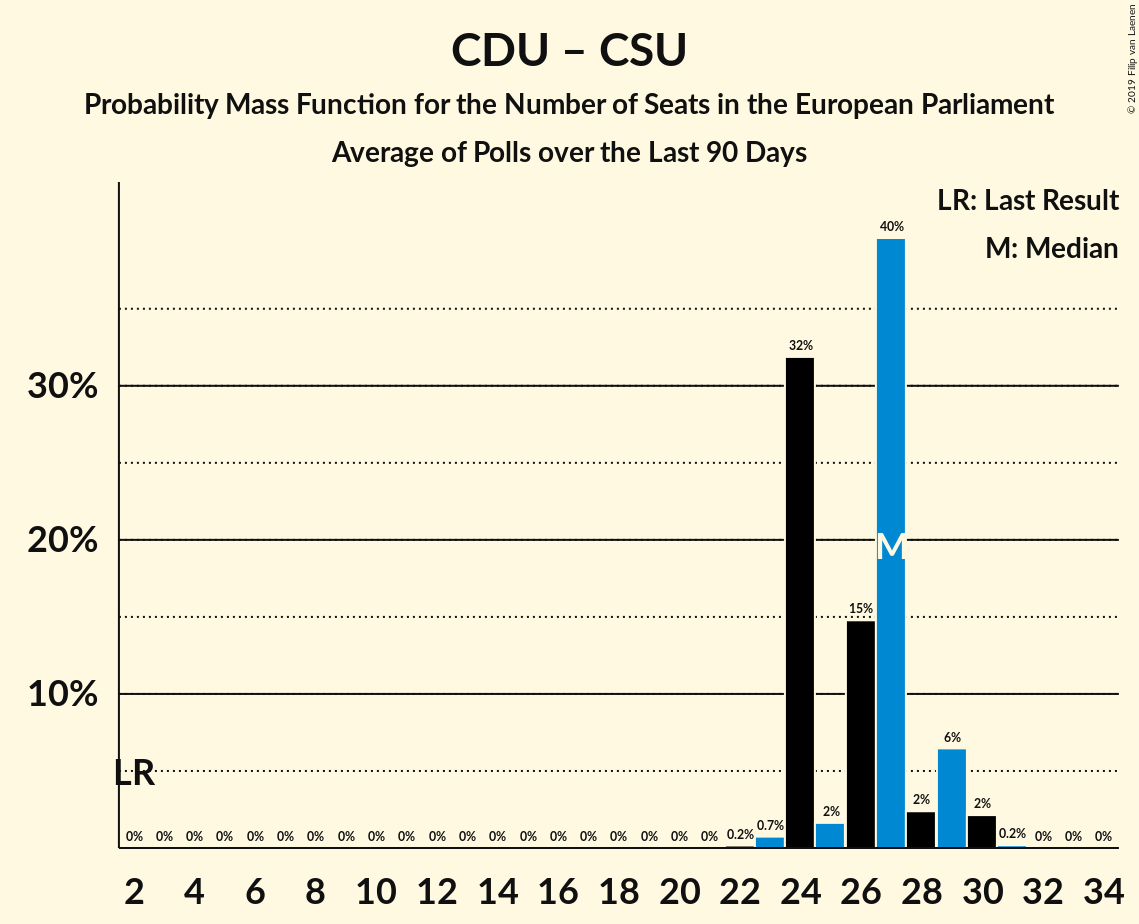 CDU – CSU
Probability Mass Function for the Number of Seats in the European Parliament
Average of Polls over the Last 90 Days
© 2019 Filip van Laenen
LR: Last Result
M: Median
40%
32%
30%
20%
M
15%
10%
6%
LR
0% 0% 0% 0% 0% 0% 0% 0% 0% 0% 0% 0% 0% 0% 0% 0% 0% 0% 0% 0% 0.2% 0.7% 2% 2% 2% 0.2% 0% 0% 0%
2 4 6 8 10 12 14 16 18 20 22 24 26 28 30 32 34